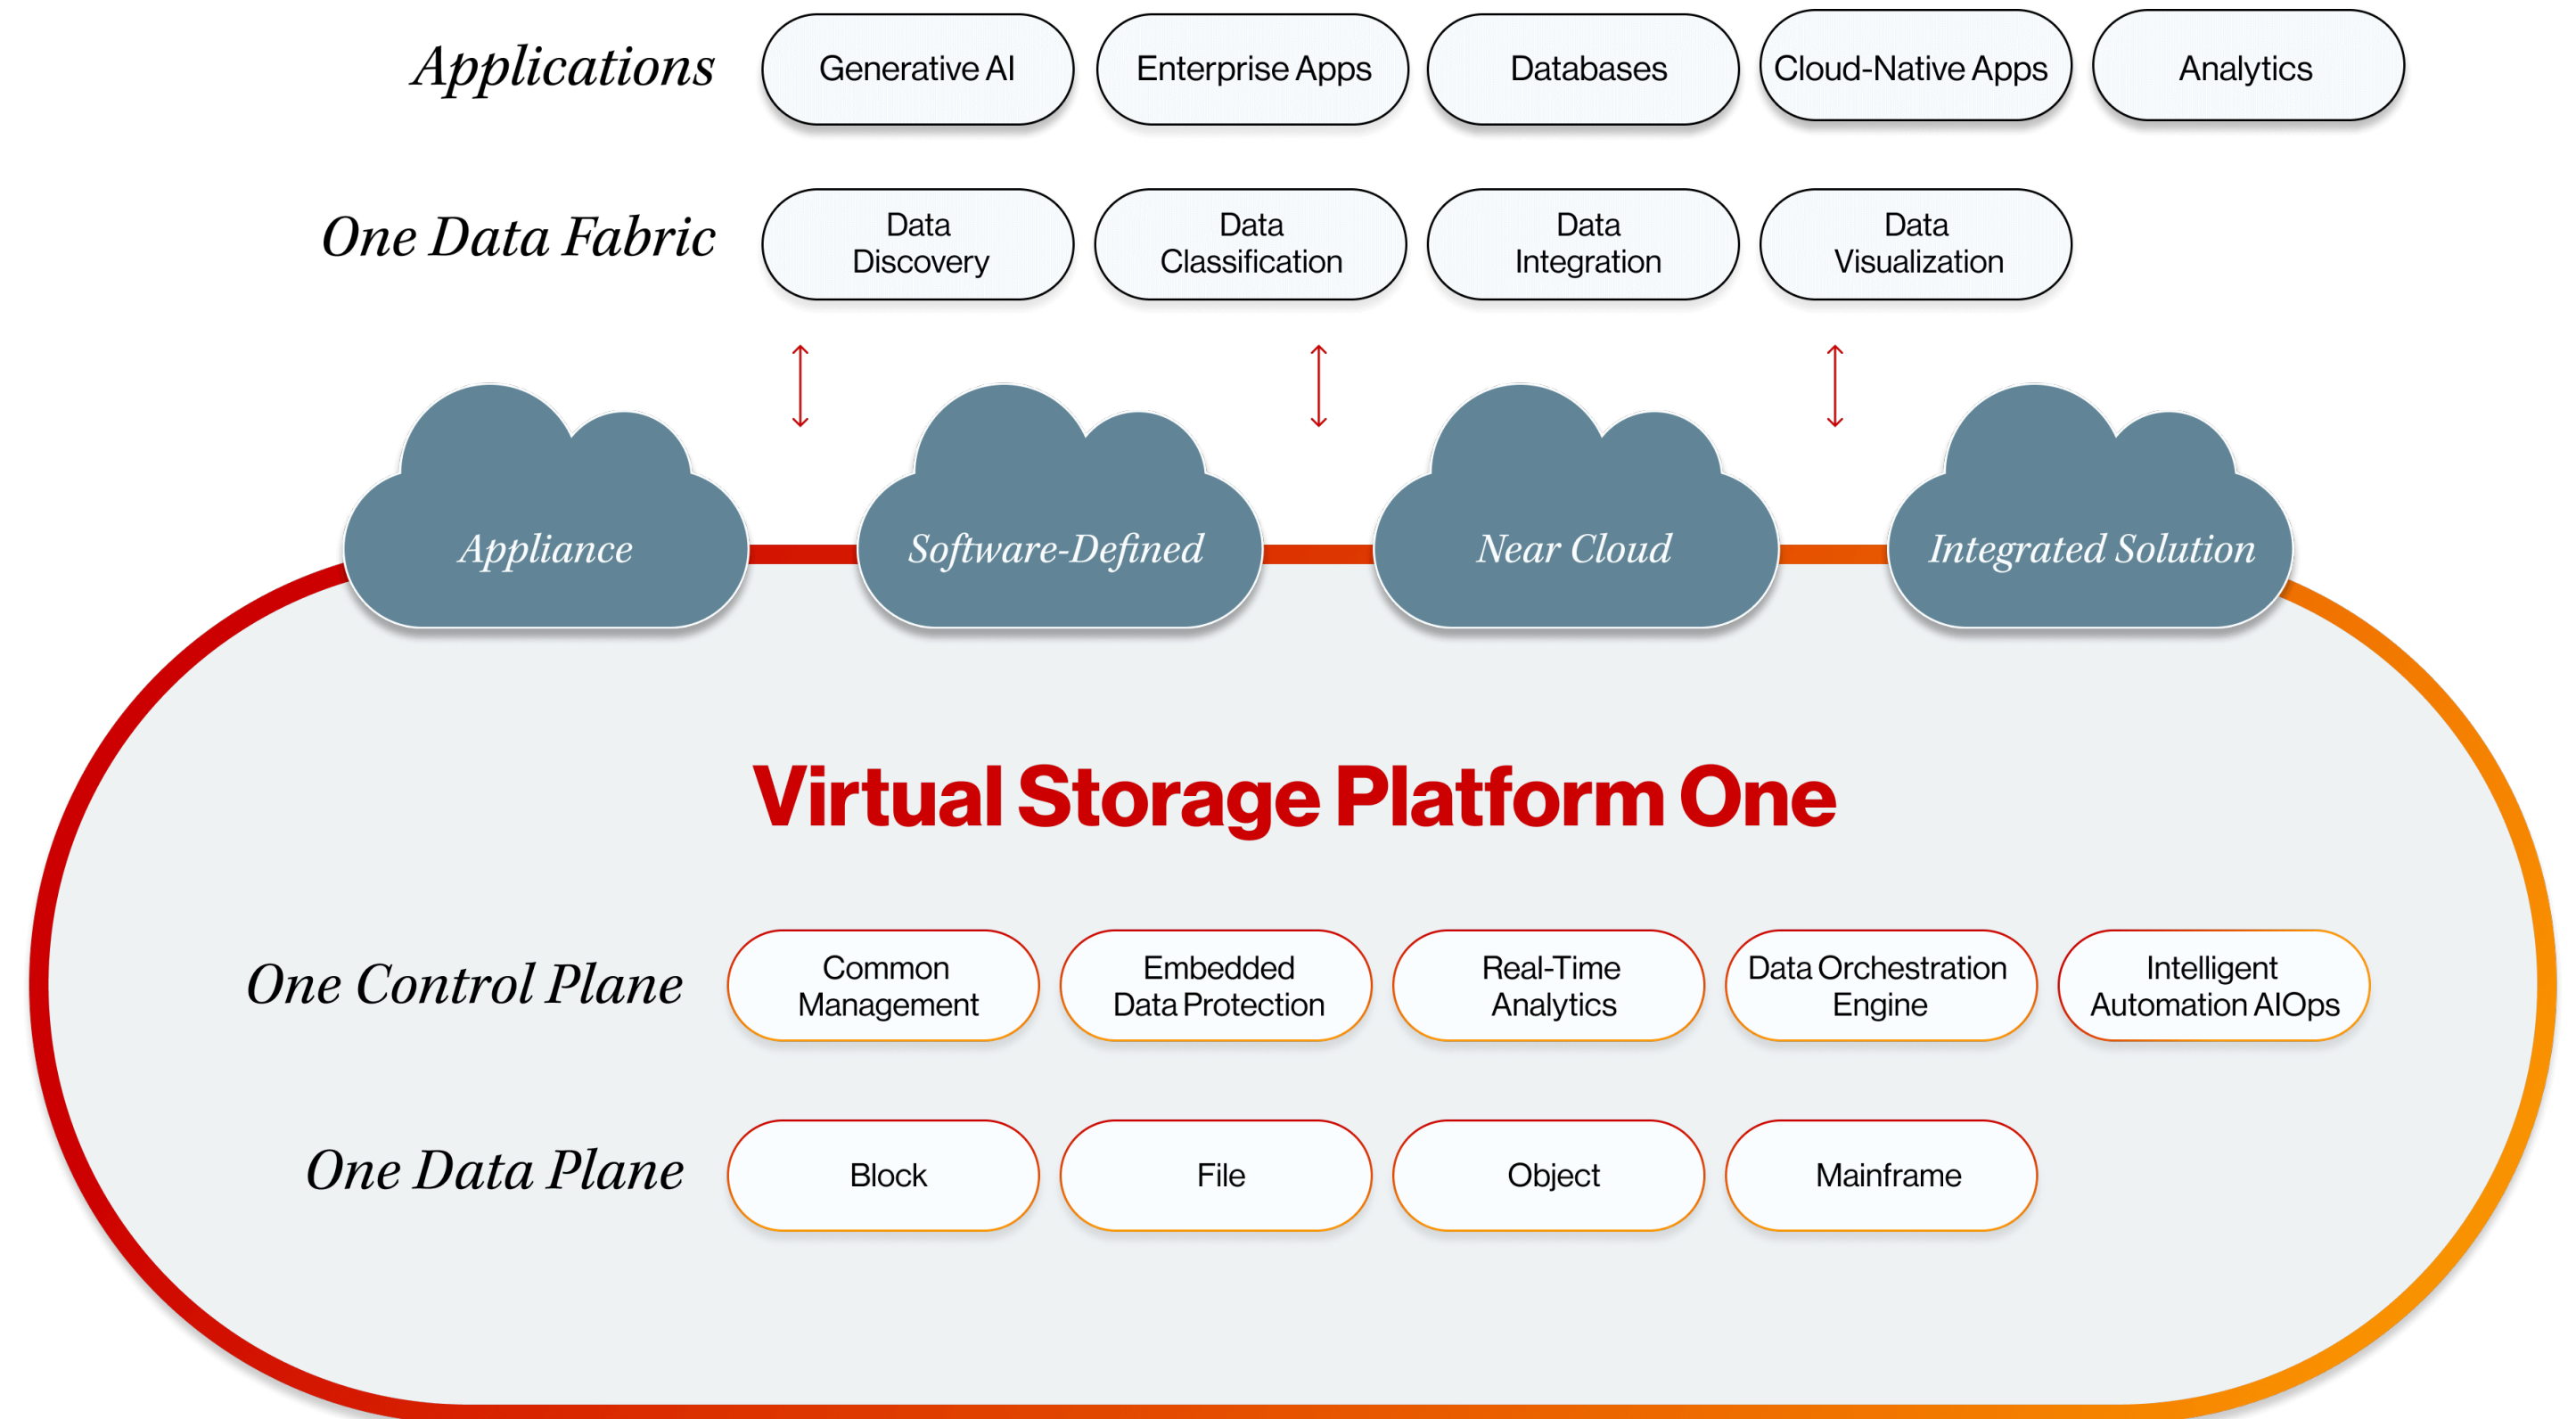 Applications
Generative AI
Enterprise Apps
Databases
Cloud-Native Apps
Analytics
One Data Fabric
Data
Discovery
Data
Classification
Data
Integration
Data
Visualization
Appliance
Software-Defined
Near Cloud
Integrated Solution
Virtual Storage Platform One
One Control Plane
Common
Management
Embedded
Data Protection
Real-Time
Analytics
Data Orchestration
Engine
Intelligent
Automation AIOps
One Data Plane
Block
File
Object
Mainframe